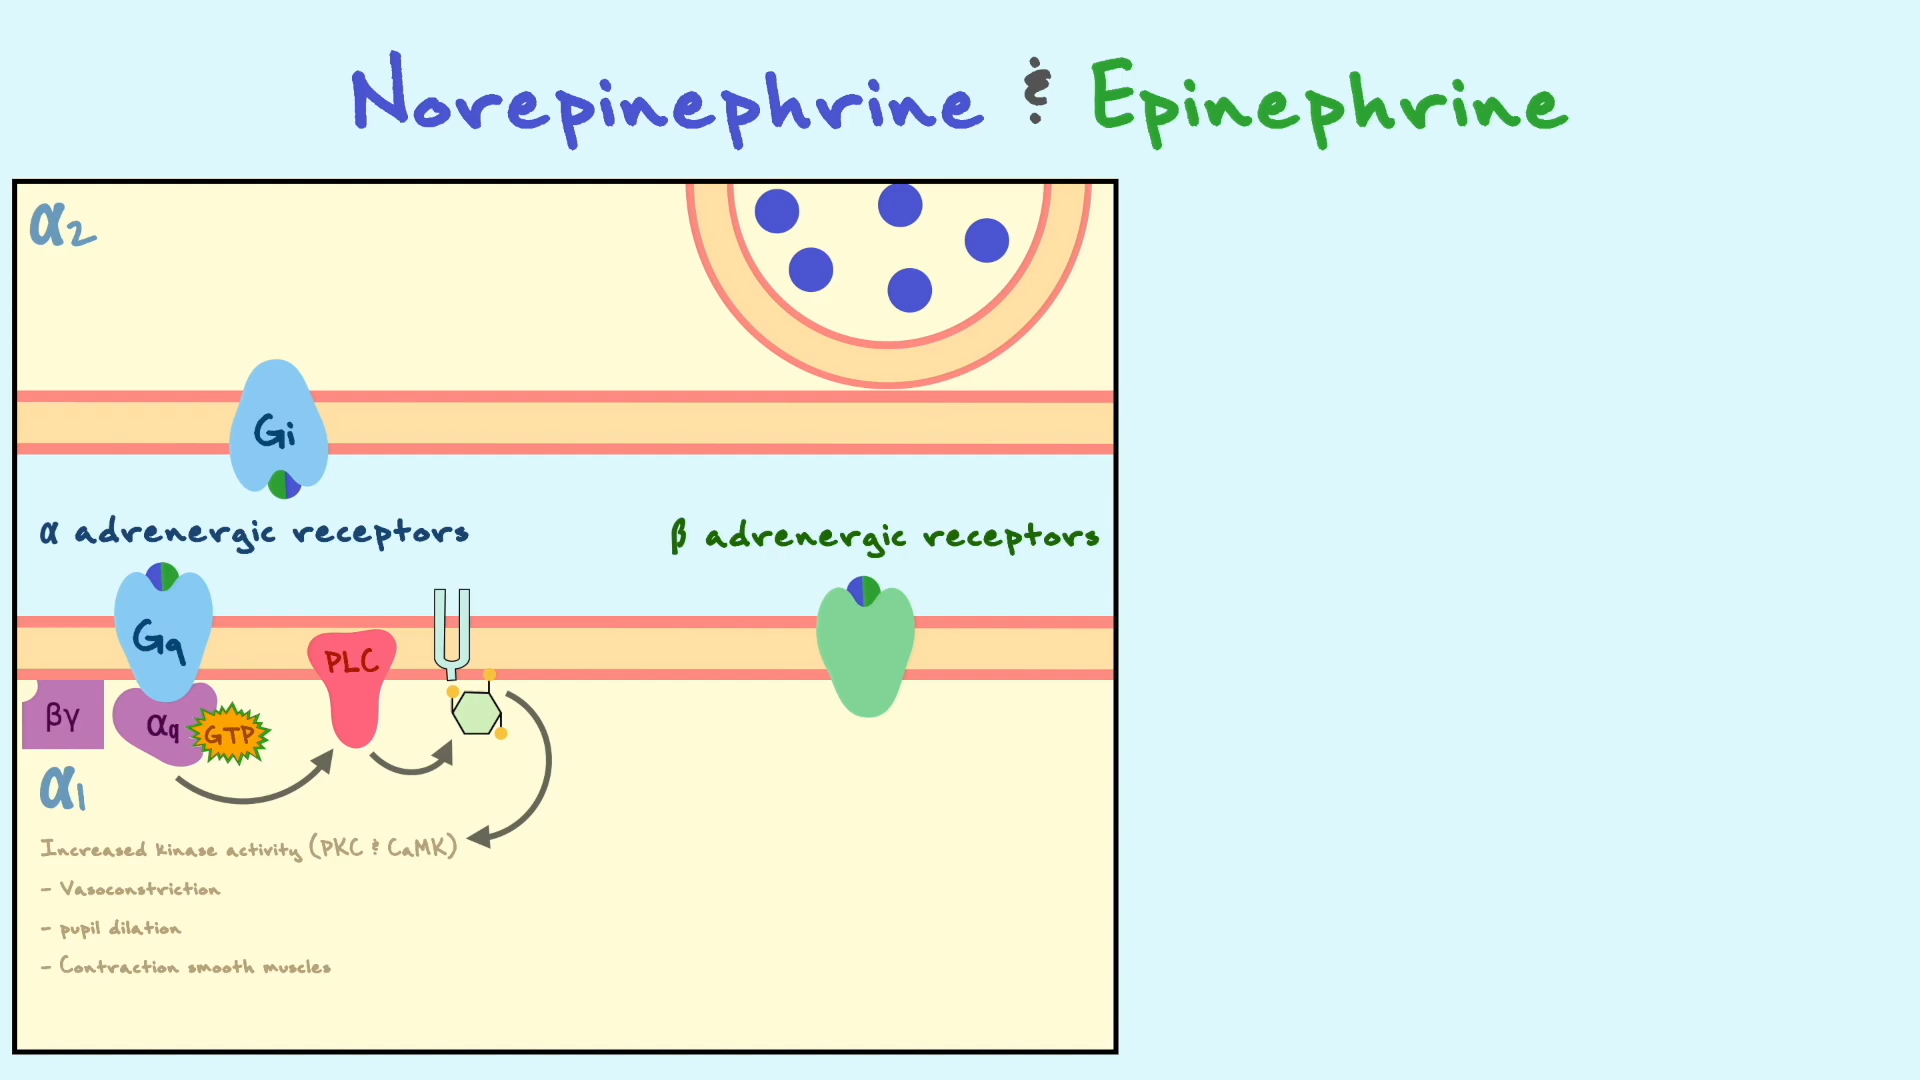 Norepinephrine & Epinephrine
α2
Gi
α adrenergic receptors
β adrenergic receptors
Gq
PLC
βγ
αq
GTP
α1
Increased kinase activity (PKC & CaMK)
- Vasoconstriction
- pupil dilation
- Contraction smooth muscles